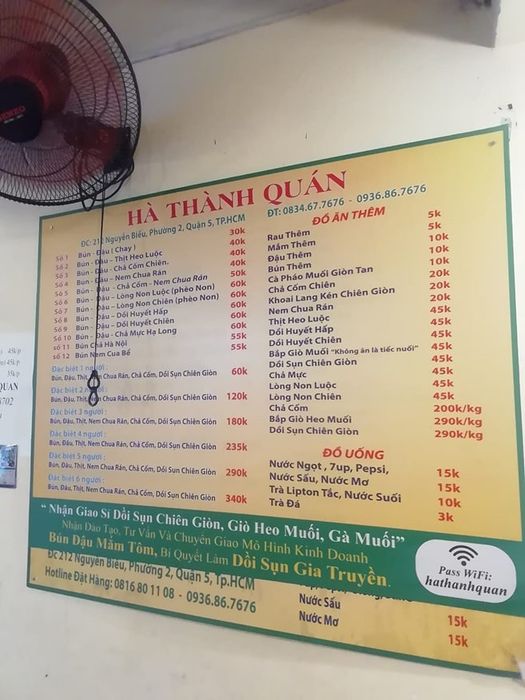 HÀ THÀNH QUÁN
ĐC: 212 Nguyễn Biểu, Phường 2, Quận 5, TP.HCM
ĐT: 0834.67.7676 - 0936.86.7676
Số 1 Bún - Đậu ( Chay ) 30k
Số 2 Bún - Đậu - Thịt Heo Luộc 40k
Số 3 Bún - Đậu - Chả Cốm Chiên. 40k
Số 4 Bún - Đậu - Nem Chua Rán 40k
Số 5 Bún - Đậu - Chả Cốm - Nem Chua Rán 50k
Số 6 Bún - Đậu - Lòng Non Luộc (phèo Non) 60k
Số 7 Bún - Đậu - Lòng Non Chiên (phèo Non) 60k
Số 8 Bún - Đậu - Dồi Huyết Hấp 60k
Số 9 Bún - Đậu - Dồi Huyết Chiên 60k
Số 10 Bún - Đậu - Chả Mực Hạ Long 60k
Số 11 Bún Chả Hà Nội 55k
Số 12 Bún Nem Cua Bể 55k
Đặc biệt 1 người :
Bún, Đậu, Thịt, Nem Chua Rán, Chả Cốm, Dồi Sụn Chiên Giòn 60k
Đặc biệt 2 người :
Bún, Đậu, Thịt, Nem Chua Rán, Chả Cốm, Dồi Sụn Chiên Giòn 120k
Đặc biệt 3 người :
Bún, Đậu, Thịt, Nem Chua Rán, Chả Cốm, Dồi Sụn Chiên Giòn 180k
Đặc biệt 4 người :
Bún, Đậu, Thịt, Nem Chua Rán, Chả Cốm, Dồi Sụn Chiên Giòn 235k
Đặc biệt 5 người :
Bún, Đậu, Thịt, Nem Chua Rán, Chả Cốm, Dồi Sụn Chiên Giòn 290k
Đặc biệt 6 người :
Bún, Đậu, Thịt, Nem Chua Rán, Chả Cốm, Dồi Sụn Chiên Giòn 340k
ĐỒ ĂN THÊM
Rau Thêm 5k
Mắm Thêm 5k
Đậu Thêm 10k
Bún Thêm 10k
Cà Pháo Muối Giòn Tan 10k
Chả Cốm Chiên 20k
Khoai Lang Kén Chiên Giòn 20k
Nem Chua Rán 20k
Thịt Heo Luộc 45k
Dồi Huyết Hấp 45k
Dồi Huyết Chiên 45k
Bắp Giò Muối "Không ăn là tiếc nuối" 45k
Dồi Sụn Chiên Giòn 45k
Chả Mực 45k
Lòng Non Luộc 45k
Lòng Non Chiên 45k
Chả Cốm 200k/kg
Bắp Giò Heo Muối 290k/kg
Dồi Sụn Chiên Giòn 290k/kg
ĐỒ UỐNG
Nước Ngọt , 7up, Pepsi, 15k
Nước Sấu, Nước Mơ 15k
Trà Lipton Tắc, Nước Suối 10k
Trà Đá 3k
" Nhận Giao Sỉ Dồi Sụn Chiên Giòn, Giò Heo Muối, Gà Muối"
Nhận Đào Tạo, Tư Vấn Và Chuyên Giao Mô Hình Kinh Doanh
Bún Đậu Mắm Tôm, Bí Quyết Làm Dồi Sụn Gia Truyền.
Pass WiFi:
hathanhquan
ĐC 212 Nguyễn Biểu, Phường 2, Quận 5, Tp.HCM
Hotline Đặt Hàng: 0816 80 11 08 - 0936.86.7676
Nước Sấu 15k
Nước Mơ 15k
45k/p
45k/p
35k/p
QUAN
6702